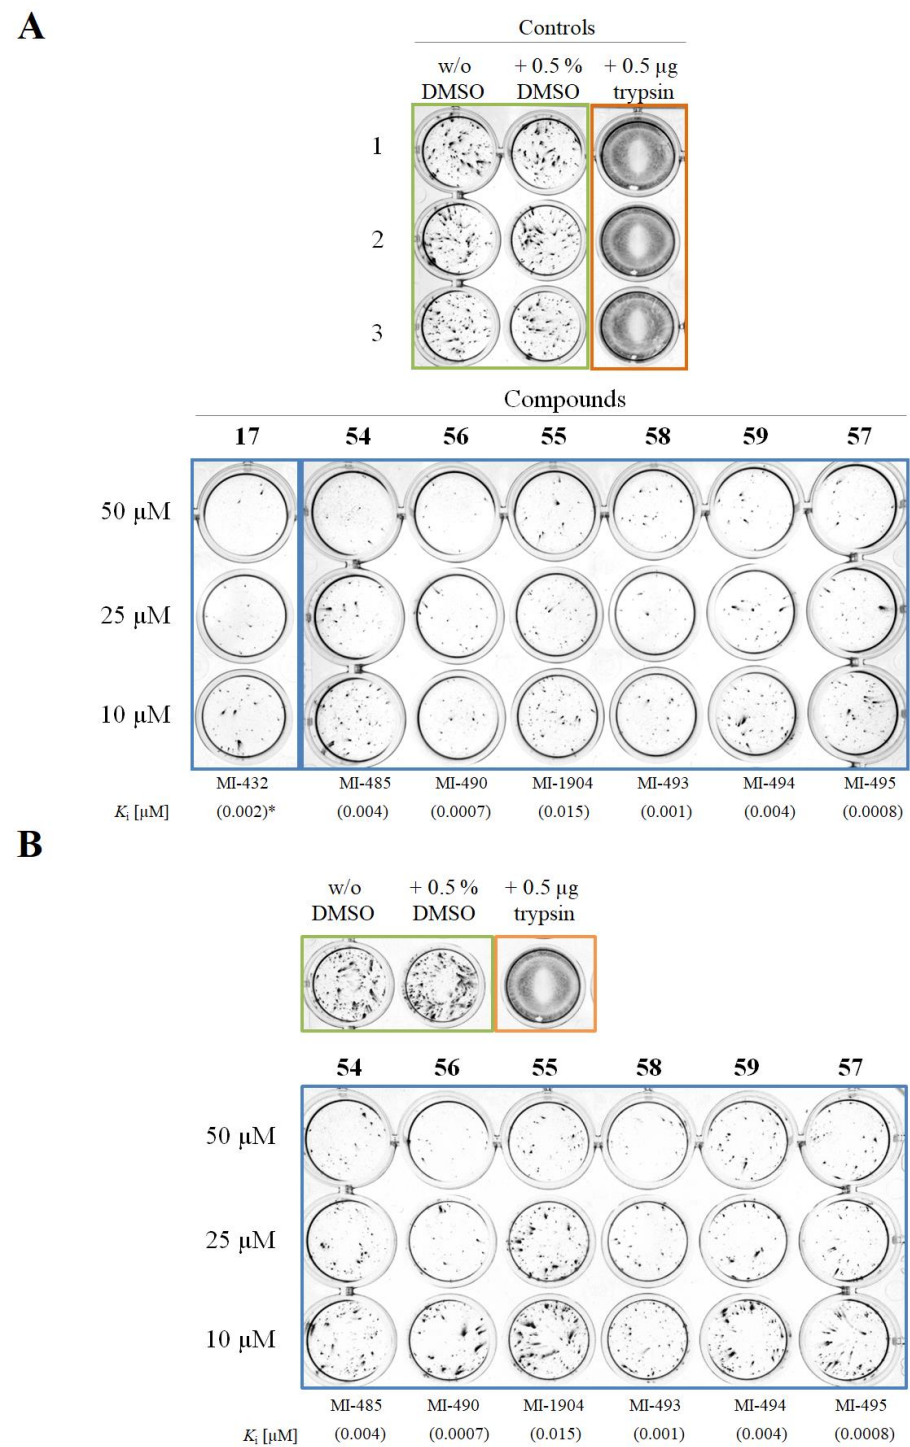 A
Controls
w/o
DMSO
+ 0.5 %
DMSO
+ 0.5 µg
trypsin
1
2
3
Compounds
17 54 56 55 58 59 57
50 µM
25 µM
10 µM
MI-432 MI-485 MI-490 MI-1904 MI-493 MI-494 MI-495
Ki [µM] (0.002)* (0.004) (0.0007) (0.015) (0.001) (0.004) (0.0008)
B
w/o
DMSO
+ 0.5 %
DMSO
+ 0.5 µg
trypsin
54 56 55 58 59 57
50 µM
25 µM
10 µM
MI-485 MI-490 MI-1904 MI-493 MI-494 MI-495
Ki [µM] (0.004) (0.0007) (0.015) (0.001) (0.004) (0.0008)